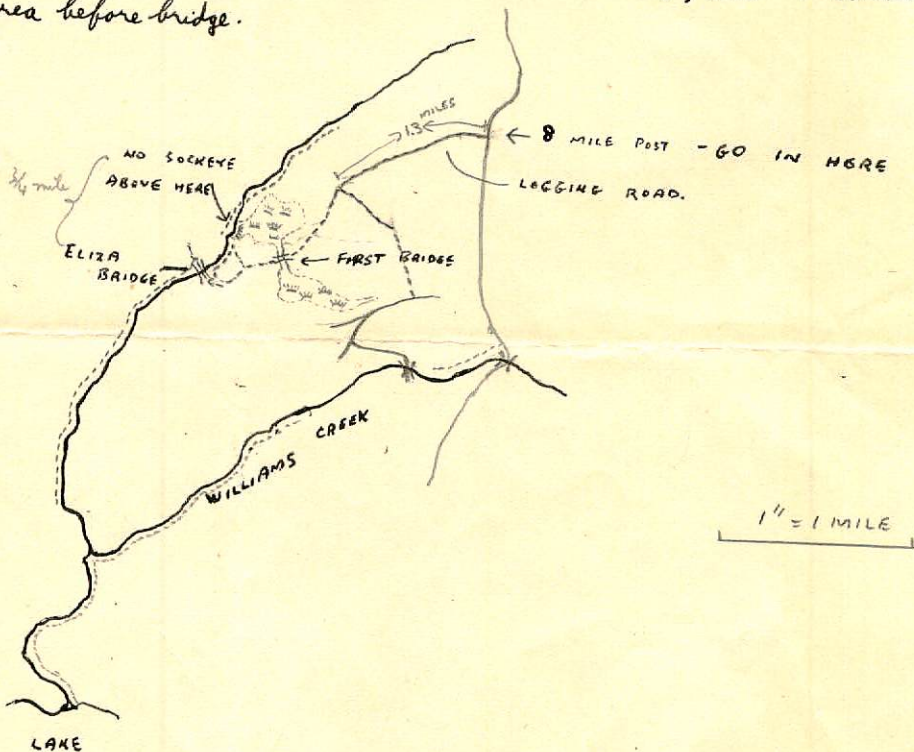 rea before bridge.
MILES
1.3
← 8 MILE POST - GO IN HERE
LOGGING ROAD.
NO SOCKEYE
ABOVE HERE
3/4 mile
ELIZA
BRIDGE
← FIRST BRIDGE
WILLIAMS CREEK
1" = 1 MILE
LAKE